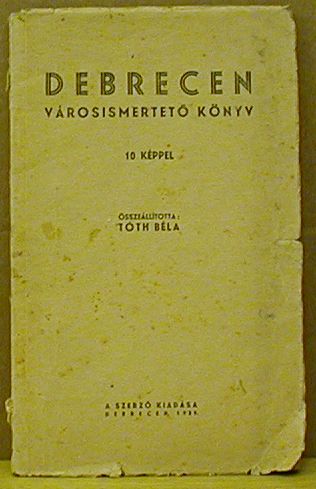 DEBRECEN
VÁROSISMERTETŐ KÖNYV
10 KÉPPEL
ÖSSZEÁLLÍTOTTA:
TÓTH BÉLA
A SZERZŐ KIADÁSA
DEBRECEN